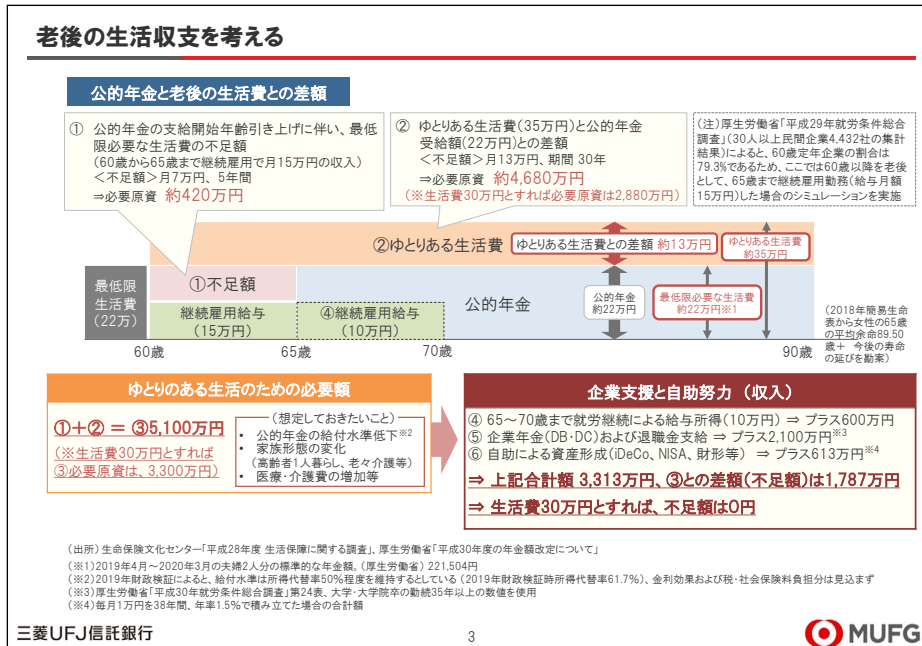 老後の生活収支を考える
公的年金と老後の生活費との差額
① 公的年金の支給開始年齢引き上げに伴い、最低
限必要な生活費の不足額
(60歳から65歳まで継続雇用で月15万円の収入)
<不足額>月7万円、5年間
⇒必要原資 約420万円
② ゆとりある生活費(35万円)と公的年金
受給額(22万円)との差額
<不足額>月13万円、期間 30年
⇒必要原資 約4,680万円
(※生活費30万円とすれば必要原資は2,880万円)
(注)厚生労働省「平成29年就労条件総合
調査」(30人以上民間企業4,432社の集計
結果)によると、60歳定年企業の割合は
79.3%であるため、ここでは60歳以降を老後
として、65歳まで継続雇用勤務(給与月額
15万円)した場合のシミュレーションを実施
②ゆとりある生活費
ゆとりある生活費との差額 約13万円
ゆとりある生活費
約35万円
最低限
生活費
(22万)
①不足額
継続雇用給与
(15万円)
④継続雇用給与
(10万円)
公的年金
公的年金
約22万円
最低限必要な生活費
約22万円※1
(2018年簡易生命
表から女性の65歳
の平均余命89.50
歳+ 今後の寿命
の延びを勘案)
60歳
65歳
70歳
90歳
ゆとりのある生活のための必要額
①+② = ③5,100万円
(※生活費30万円とすれば
③必要原資は、3,300万円)
(想定しておきたいこと)
• 公的年金の給付水準低下※2
• 家族形態の変化
(高齢者1人暮らし、老々介護等)
• 医療・介護費の増加等
企業支援と自助努力 (収入)
④ 65~70歳まで就労継続による給与所得(10万円) ⇒ プラス600万円
⑤ 企業年金(DB・DC)および退職金支給 ⇒ プラス2,100万円※3
⑥ 自助による資産形成(iDeCo、NISA、財形等) ⇒ プラス613万円※4
⇒ 上記合計額 3,313万円、③との差額(不足額)は1,787万円
⇒ 生活費30万円とすれば、不足額は0円
(出所) 生命保険文化センター「平成28年度 生活保障に関する調査」、厚生労働省「平成30年度の年金額改定について」
(※1)2019年4月~2020年3月の夫婦2人分の標準的な年金額。(厚生労働省) 221,504円
(※2)2019年財政検証によると、給付水準は所得代替率50%程度を維持するとしている (2019年財政検証時所得代替率61.7%)、金利効果および税・社会保険料負担分は見込まず
(※3)厚生労働省「平成30年就労条件総合調査」第24表、大学・大学院卒の勤続35年以上の数値を使用
(※4)毎月1万円を38年間、年率1.5%で積み立てた場合の合計額
三菱UFJ信託銀行
3
MUFG